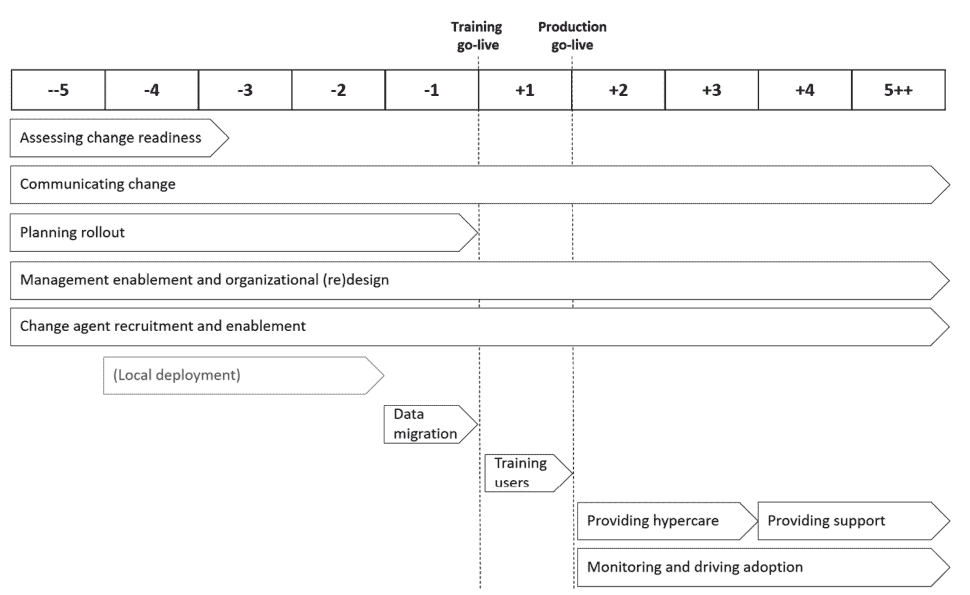 Training
go-live
Production
go-live
--5 -4 -3 -2 -1 +1 +2 +3 +4 5++
Assessing change readiness
Communicating change
Planning rollout
Management enablement and organizational (re)design
Change agent recruitment and enablement
(Local deployment)
Data
migration
Training
users
Providing hypercare
Providing support
Monitoring and driving adoption